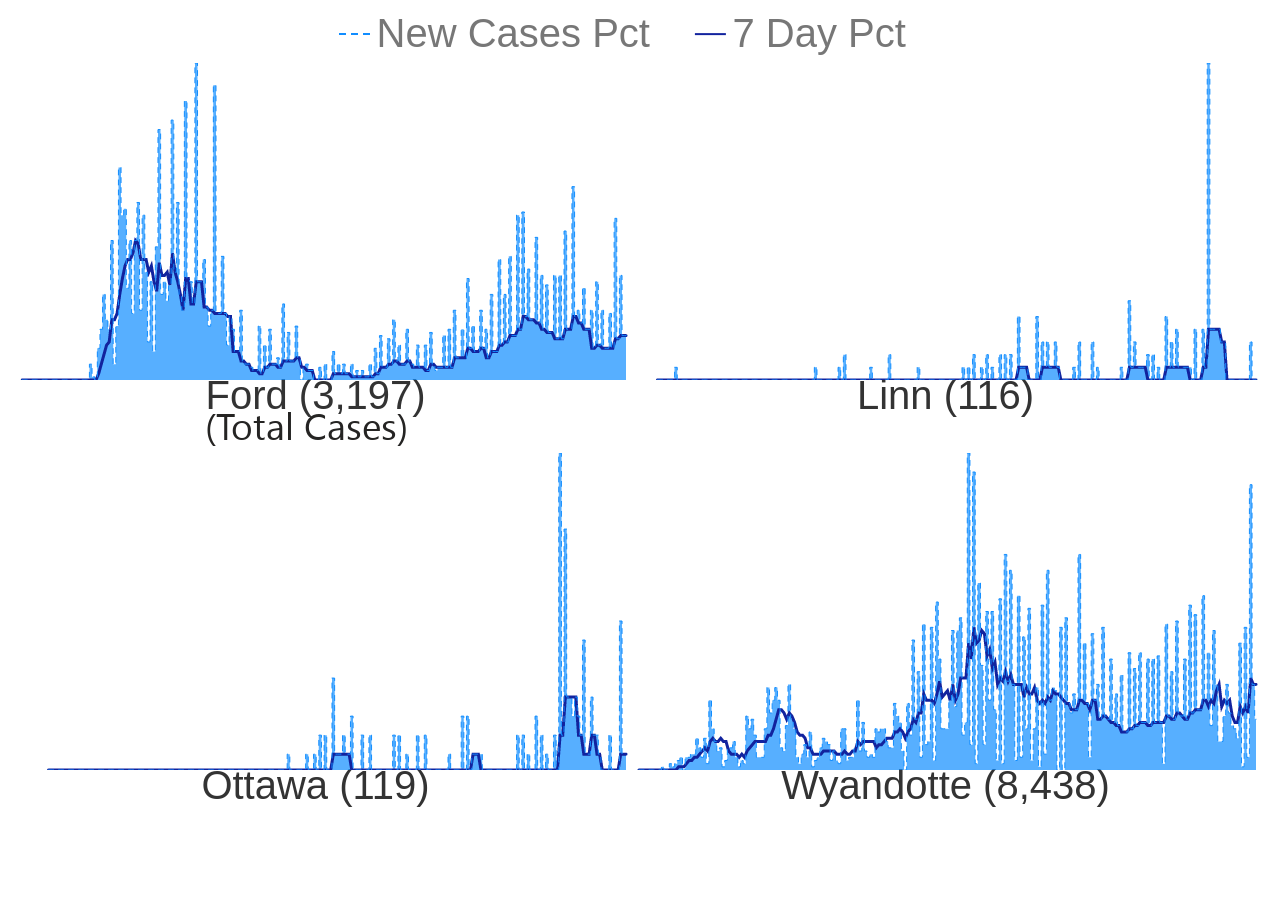 New Cases Pct 7 Day Pct
Ford (3,197)
(Total Cases)
Linn (116)
Ottawa (119)
Wyandotte (8,438)